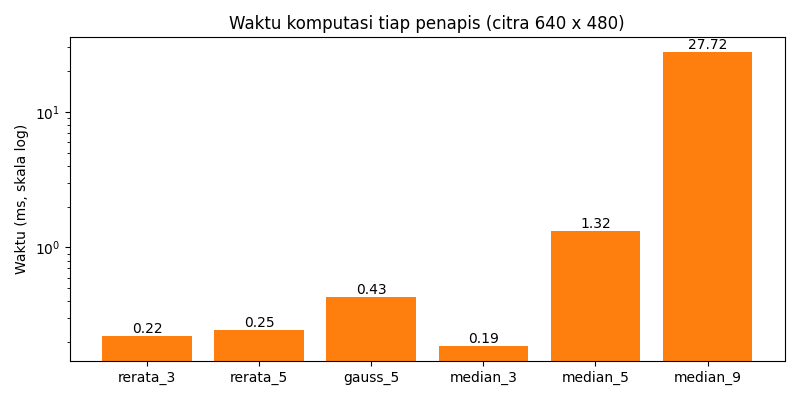 Waktu komputasi tiap penapis (citra 640 x 480)
Waktu (ms, skala log)
10^1
10^0
0.22
0.25
0.43
0.19
1.32
27.72
rerata_3
rerata_5
gauss_5
median_3
median_5
median_9